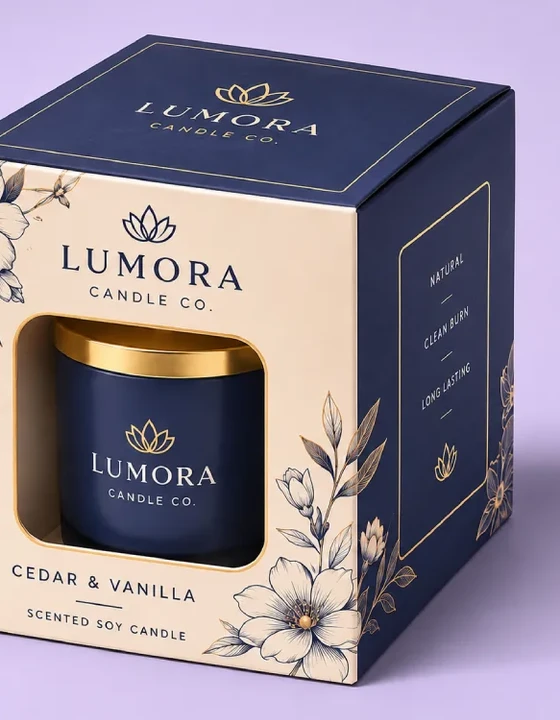 LUMORA
CANDLE CO.
LUMORA
CANDLE CO.
LUMORA
CANDLE CO.
CEDAR & VANILLA
SCENTED SOY CANDLE
NATURAL
CLEAN BURN
LONG LASTING